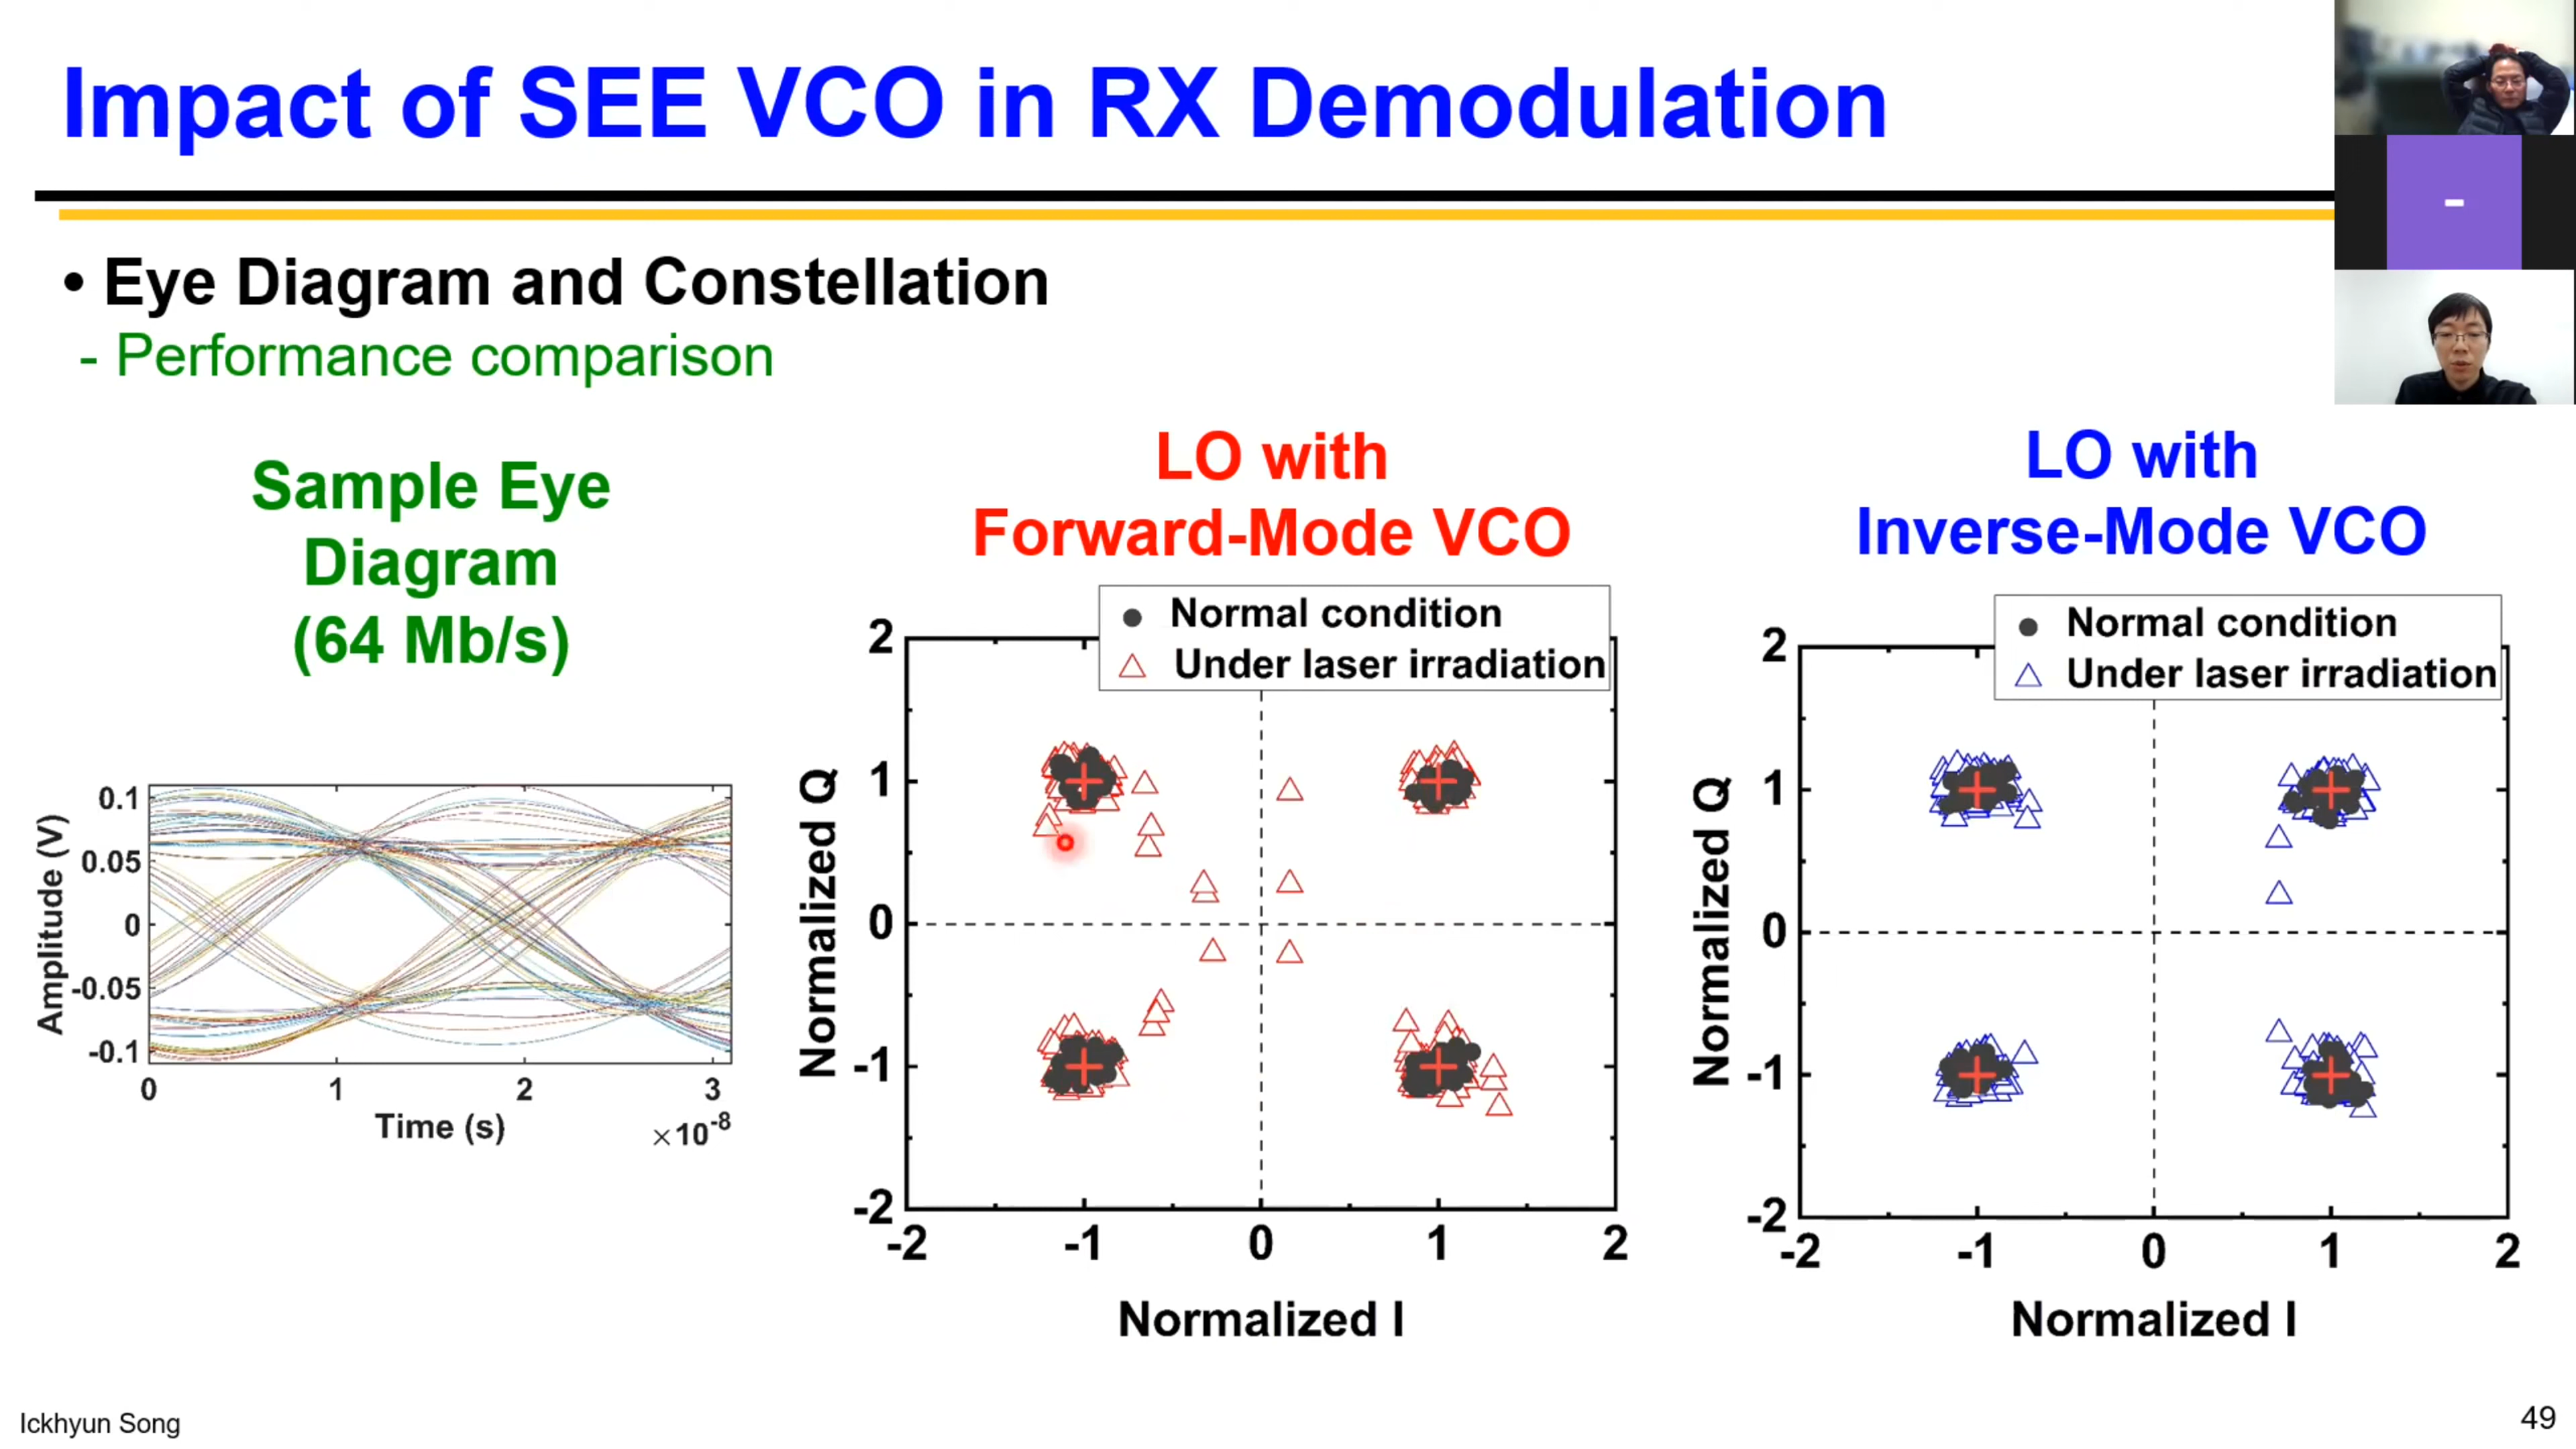 Impact of SEE VCO in RX Demodulation
-
• Eye Diagram and Constellation
- Performance comparison
Sample Eye
Diagram
(64 Mb/s)
0.1
0.05
0
-0.05
-0.1
Amplitude (V)
0 1 2 3
Time (s)
×10-8
LO with
Forward-Mode VCO
Normal condition
Under laser irradiation
2
1
0
-1
-2
Normalized Q
-2 -1 0 1 2
Normalized I
LO with
Inverse-Mode VCO
Normal condition
Under laser irradiation
2
1
0
-1
-2
Normalized Q
-2 -1 0 1 2
Normalized I
Ickhyun Song
49